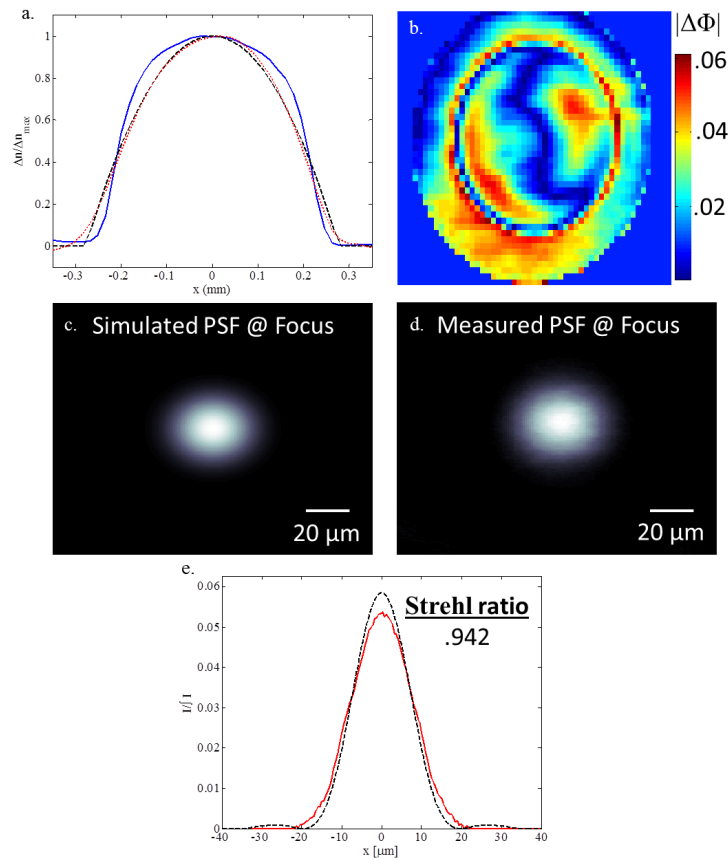 a.
1
0.8
0.6
0.4
0.2
0
Δn/Δn max
-0.3
-0.2
-0.1
0
0.1
0.2
0.3
x (mm)
b.
|ΔΦ|
.06
.04
.02
c. Simulated PSF @ Focus
20 µm
d. Measured PSF @ Focus
20 µm
e.
0.06
0.05
0.04
0.03
0.02
0.01
0
I/∫ I
Strehl ratio
.942
-40
-30
-20
-10
0
10
20
30
40
x [µm]